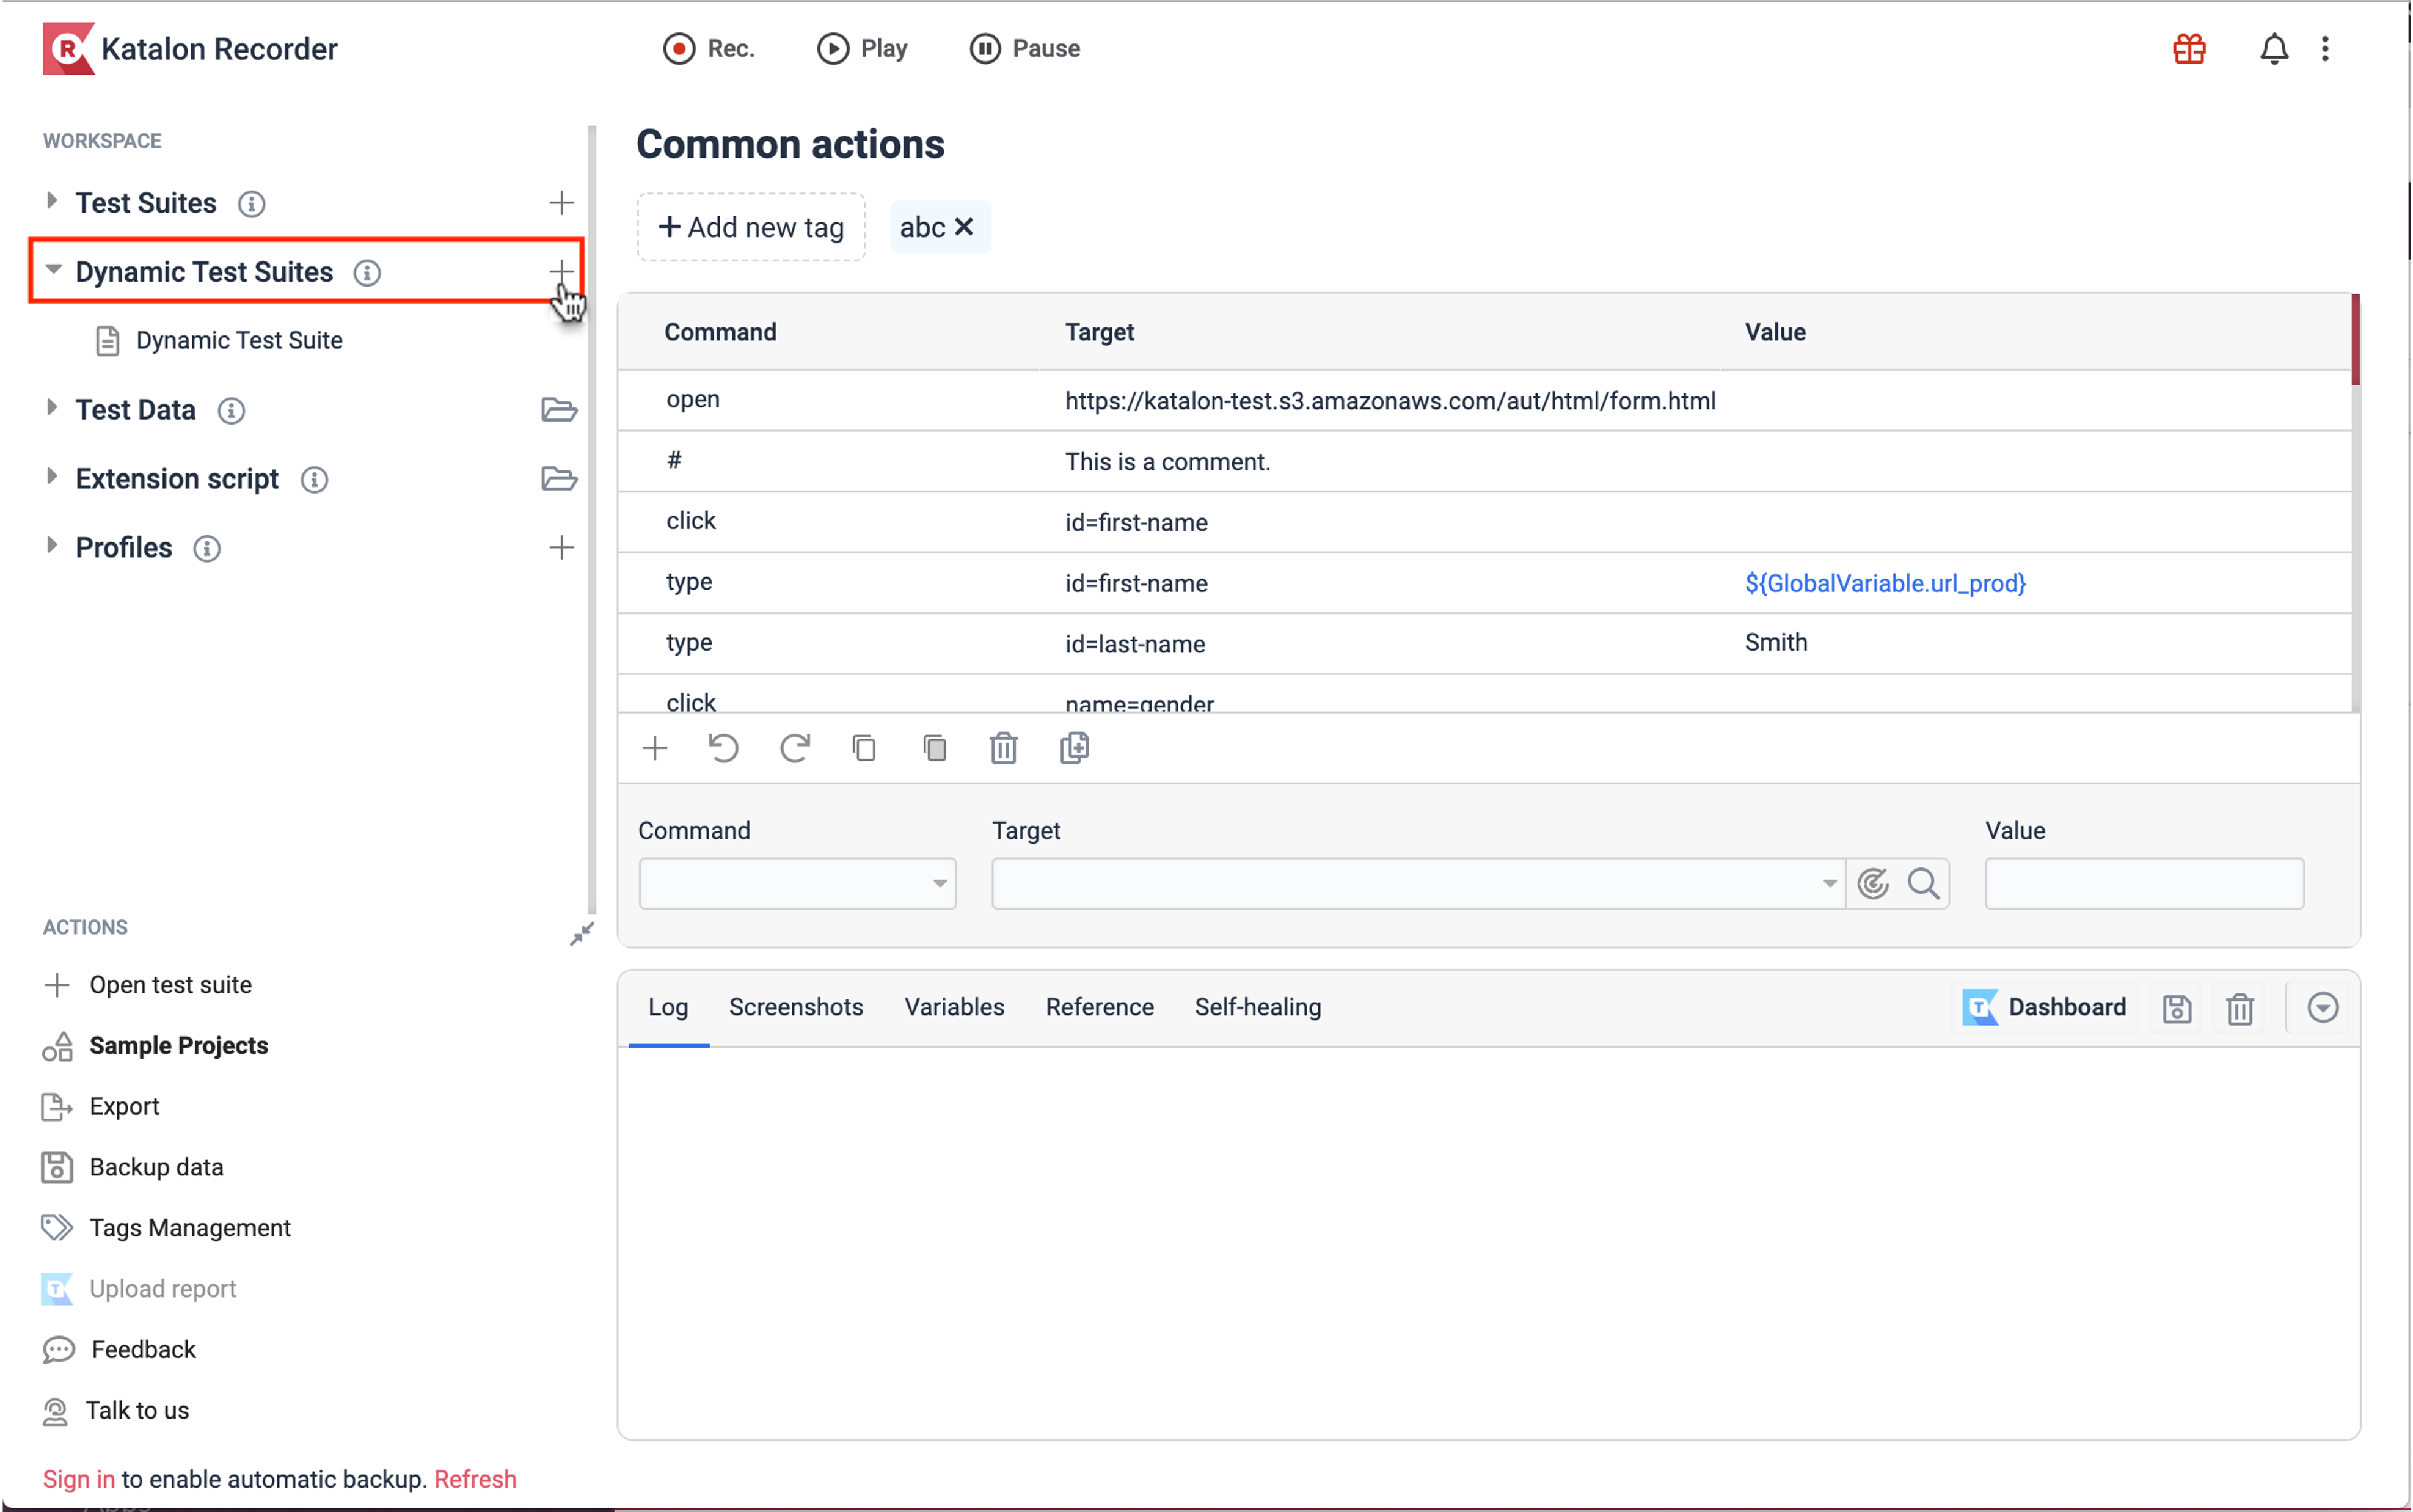 Katalon Recorder
Rec. Play Pause
WORKSPACE
Test Suites
Dynamic Test Suites
Dynamic Test Suite
Test Data
Extension script
Profiles
Common actions
+ Add new tag abc ✕
Command Target Value
open https://katalon-test.s3.amazonaws.com/aut/html/form.html
# This is a comment.
click id=first-name
type id=first-name ${GlobalVariable.url_prod}
type id=last-name Smith
click name=gender
Command Target Value
ACTIONS
Open test suite
Sample Projects
Export
Backup data
Tags Management
Upload report
Feedback
Talk to us
Sign in to enable automatic backup. Refresh
Log Screenshots Variables Reference Self-healing Dashboard